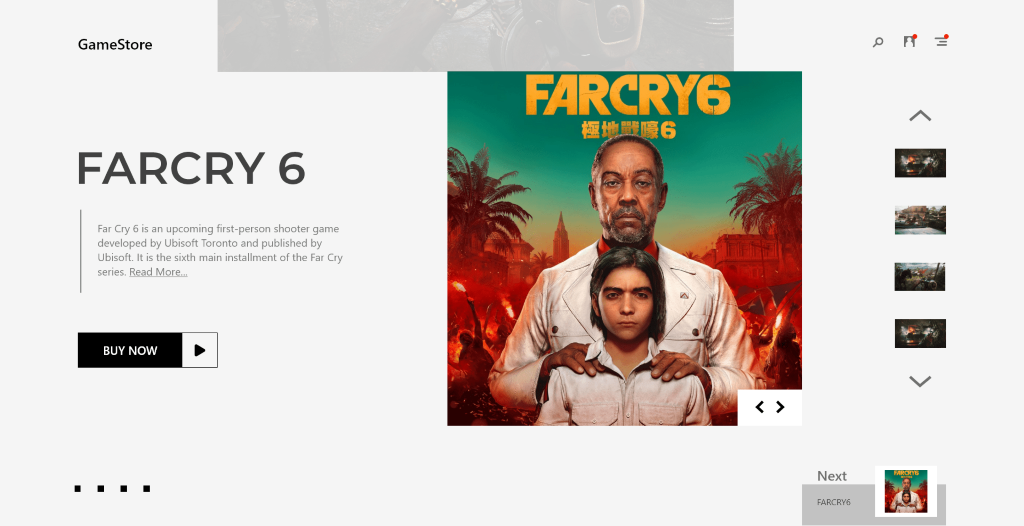 GameStore
FARCRY 6
Far Cry 6 is an upcoming first-person shooter game
developed by Ubisoft Toronto and published by
Ubisoft. It is the sixth main installment of the Far Cry
series. Read More...
BUY NOW
FARCRY6
極地戰嚎6
Next
FARCRY6
FARCRY6